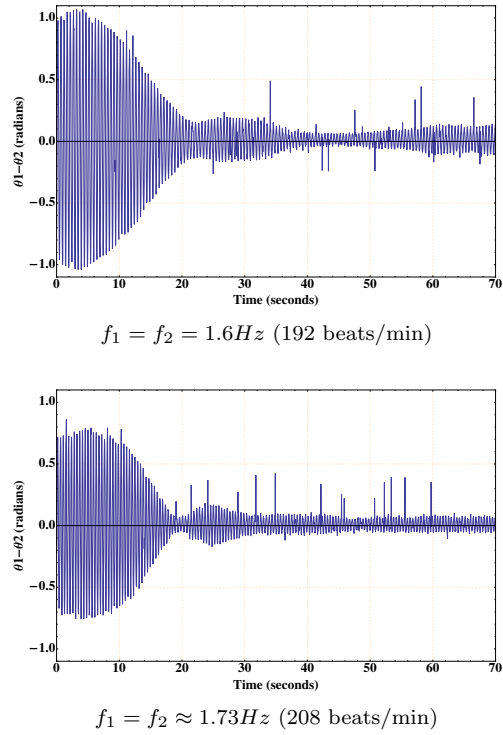 1.0
0.5
0.0
−0.5
−1.0
θ1−θ2 (radians)
0 10 20 30 40 50 60 70
Time (seconds)
f₁ = f₂ = 1.6Hz (192 beats/min)
1.0
0.5
0.0
−0.5
−1.0
θ1−θ2 (radians)
0 10 20 30 40 50 60 70
Time (seconds)
f₁ = f₂ ≈ 1.73Hz (208 beats/min)